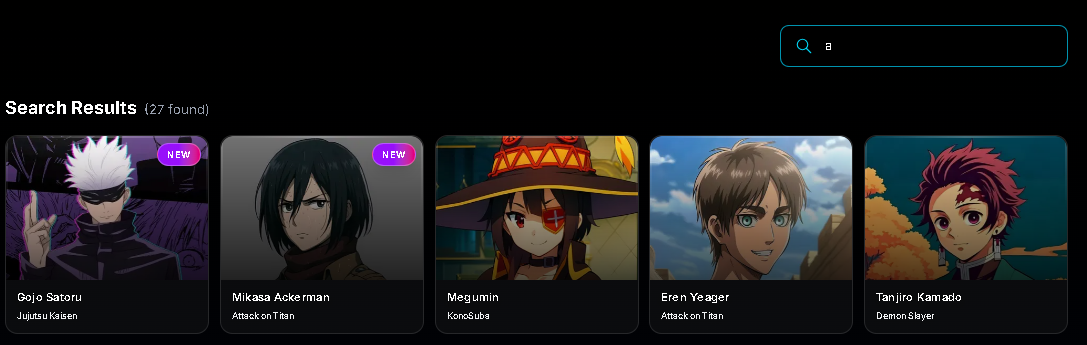 a
Search Results (27 found)
NEW
NEW
Gojo Satoru
Jujutsu Kaisen
Mikasa Ackerman
Attack on Titan
Megumin
KonoSuba
Eren Yeager
Attack on Titan
Tanjiro Kamado
Demon Slayer